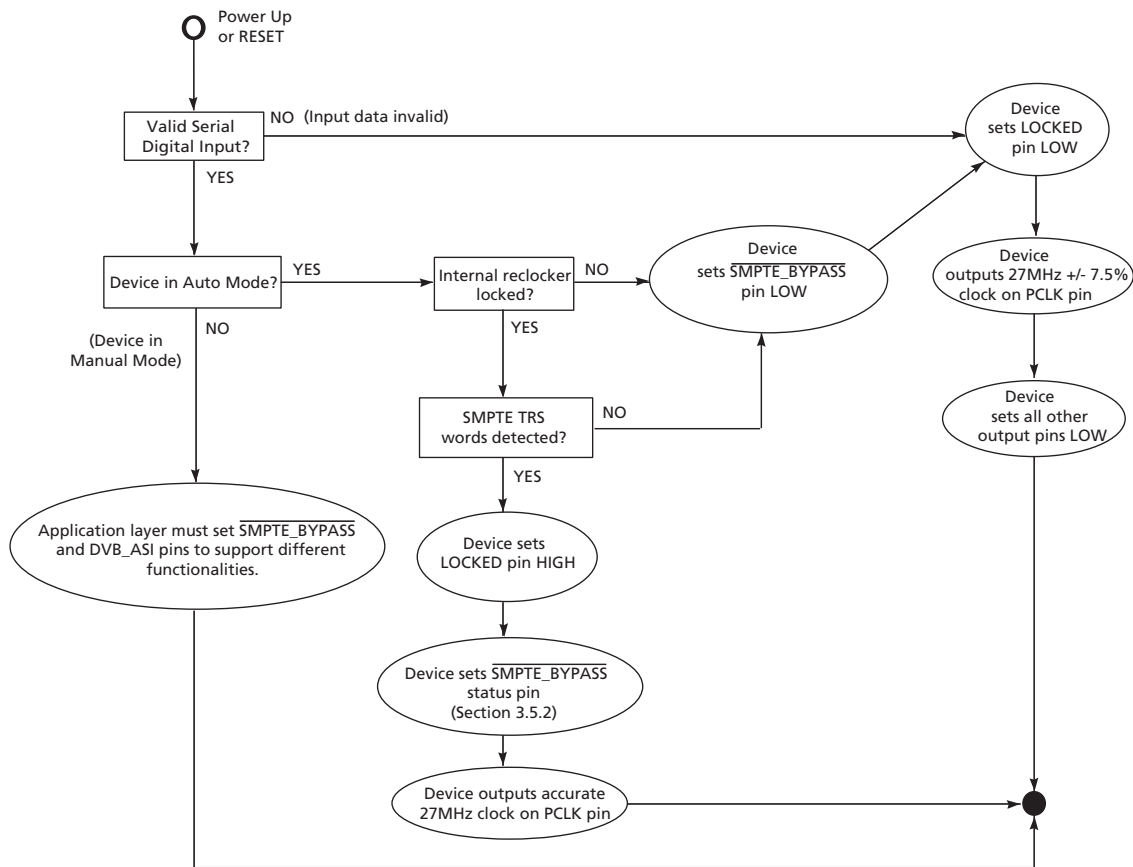 Power Up
or RESET
Valid Serial
Digital Input?
NO (Input data invalid)
YES
Device
sets LOCKED
pin LOW
Device in Auto Mode?
YES
NO
(Device in
Manual Mode)
Internal reclocker
locked?
NO
YES
Device
sets SMPTE_BYPASS
pin LOW
Device
outputs 27MHz +/- 7.5%
clock on PCLK pin
SMPTE TRS
words detected?
NO
YES
Device
sets all other
output pins LOW
Application layer must set SMPTE_BYPASS
and DVB_ASI pins to support different
functionalities.
Device sets
LOCKED pin HIGH
Device sets SMPTE_BYPASS
status pin
(Section 3.5.2)
Device outputs accurate
27MHz clock on PCLK pin